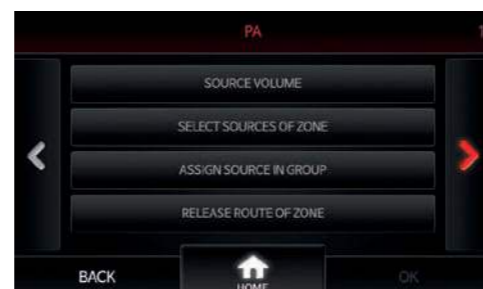 PA
SOURCE VOLUME
SELECT SOURCES OF ZONE
ASSIGN SOURCE IN GROUP
RELEASE ROUTE OF ZONE
BACK
HOME
OK